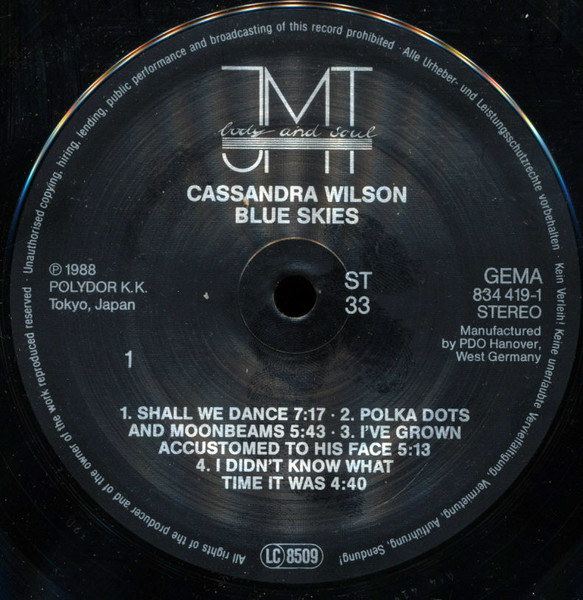 All rights of the producer and of the owner of the work reproduced reserved · Unauthorised copying, hiring, lending, public performance and broadcasting of this record prohibited · Alle Urheber- und Leistungsschutzrechte vorbehalten · Kein Verleih! Keine unerlaubte Vervielfältigung, Vermietung, Aufführung, Sendung!
JMT
body and soul
CASSANDRA WILSON
BLUE SKIES
℗ 1988
POLYDOR K.K.
Tokyo, Japan
ST
33
GEMA
834 419-1
STEREO
Manufactured
by PDO Hanover,
West Germany
1
1. SHALL WE DANCE 7:17 · 2. POLKA DOTS
AND MOONBEAMS 5:43 · 3. I'VE GROWN
ACCUSTOMED TO HIS FACE 5:13
4. I DIDN'T KNOW WHAT
TIME IT WAS 4:40
LC 8509